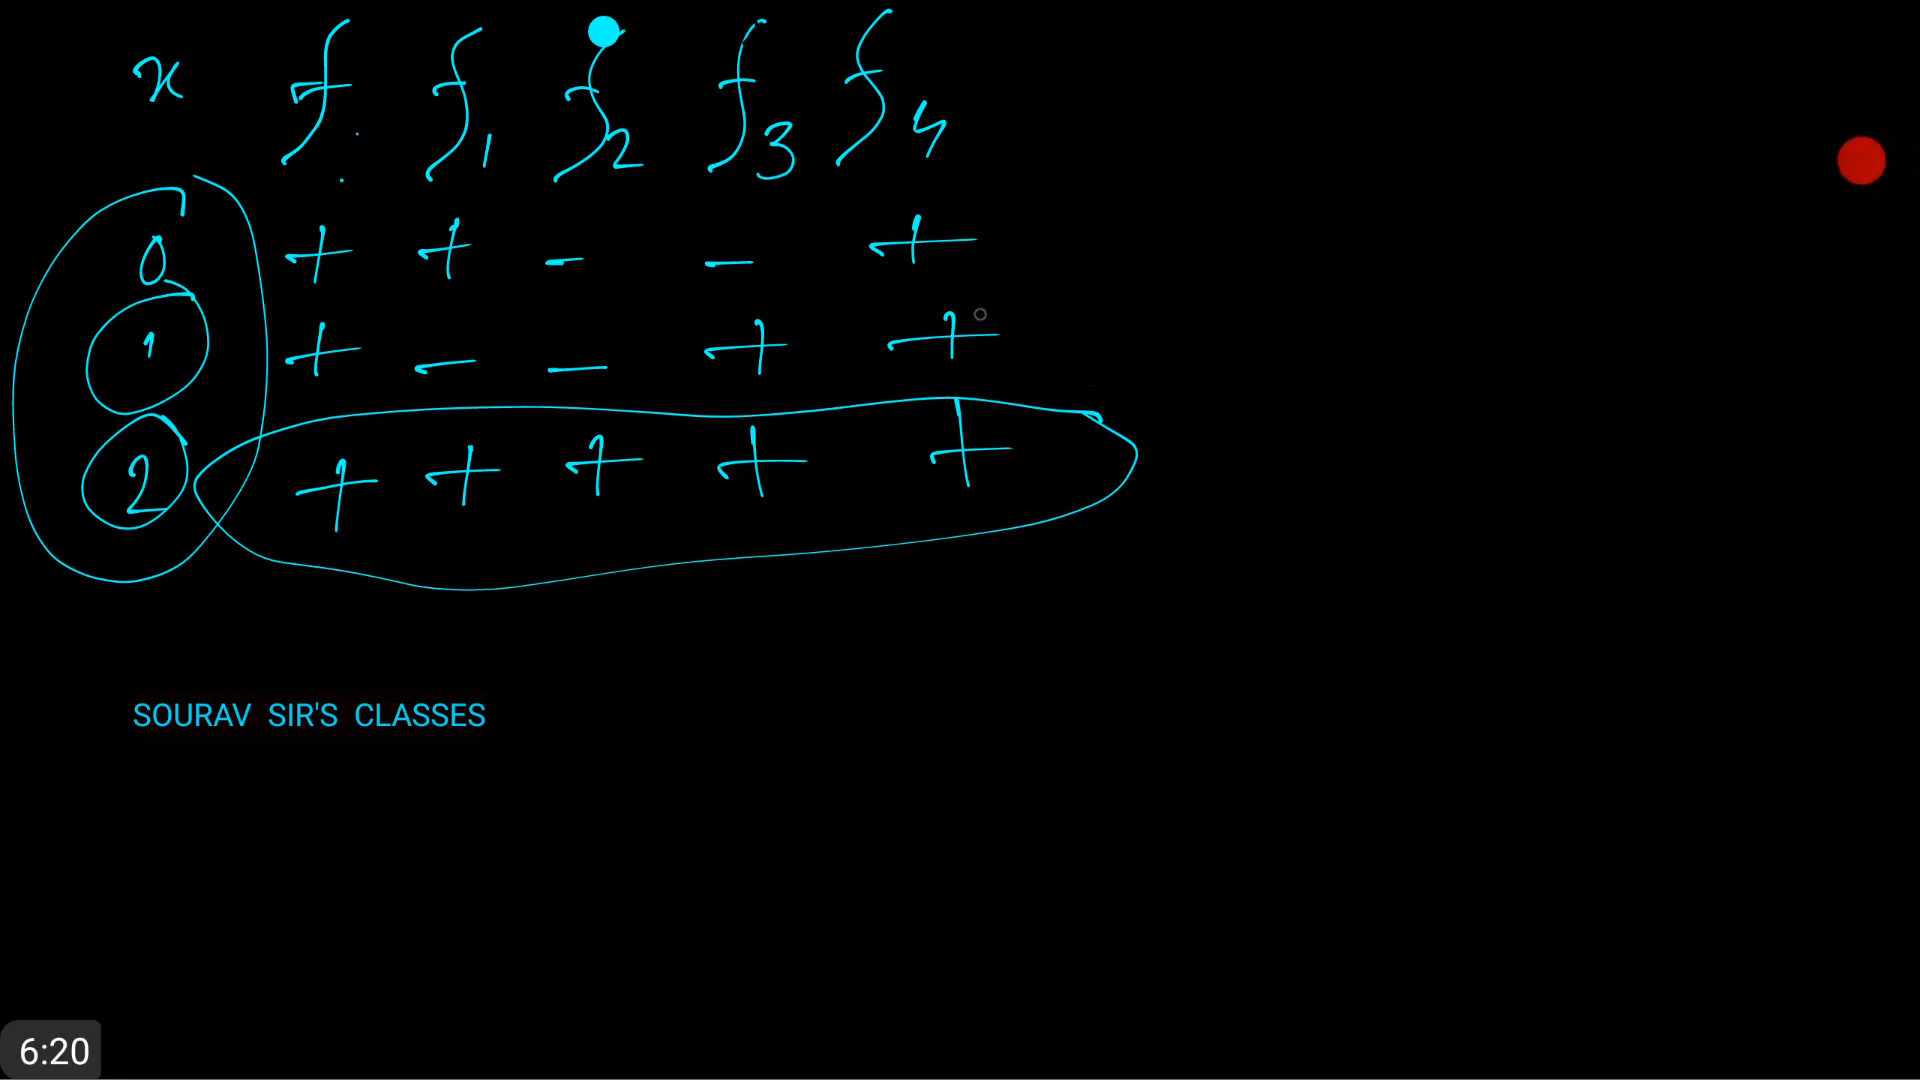 x f f1 f2 f3 f4
0 + + - - +
1 + - - + +
2 + + + + +
SOURAV SIR'S CLASSES
6:20